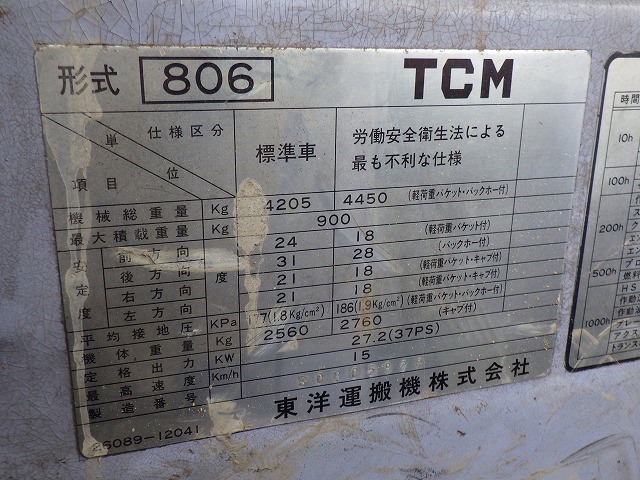 形式 806 TCM
単位 仕様区分 項目 標準車 労働安全衛生法による
最も不利な仕様
機械総重量 Kg 4205 4450 (軽荷重バケット・バックホー付)
最大積載重量 Kg 900
安定度 前方向 度 24 18 (軽荷重バケット付)
後方向 31 28 (バックホー付)
右方向 21 18 (軽荷重バケット・キャブ付)
左方向 21 18 (軽荷重バケット・キャブ付)
平均接地圧 KPa 177(1.8Kg/cm²) 186(1.9Kg/cm²) (軽荷重バケット・バックホー付)
機体重量 Kg 2560 2760 (キャブ付)
定格出力 KW 27.2(37PS)
最高速度 Km/h 15
製造番号
東洋運搬機株式会社
26089-12041
時間
10h
100h
200h
500h
1000h